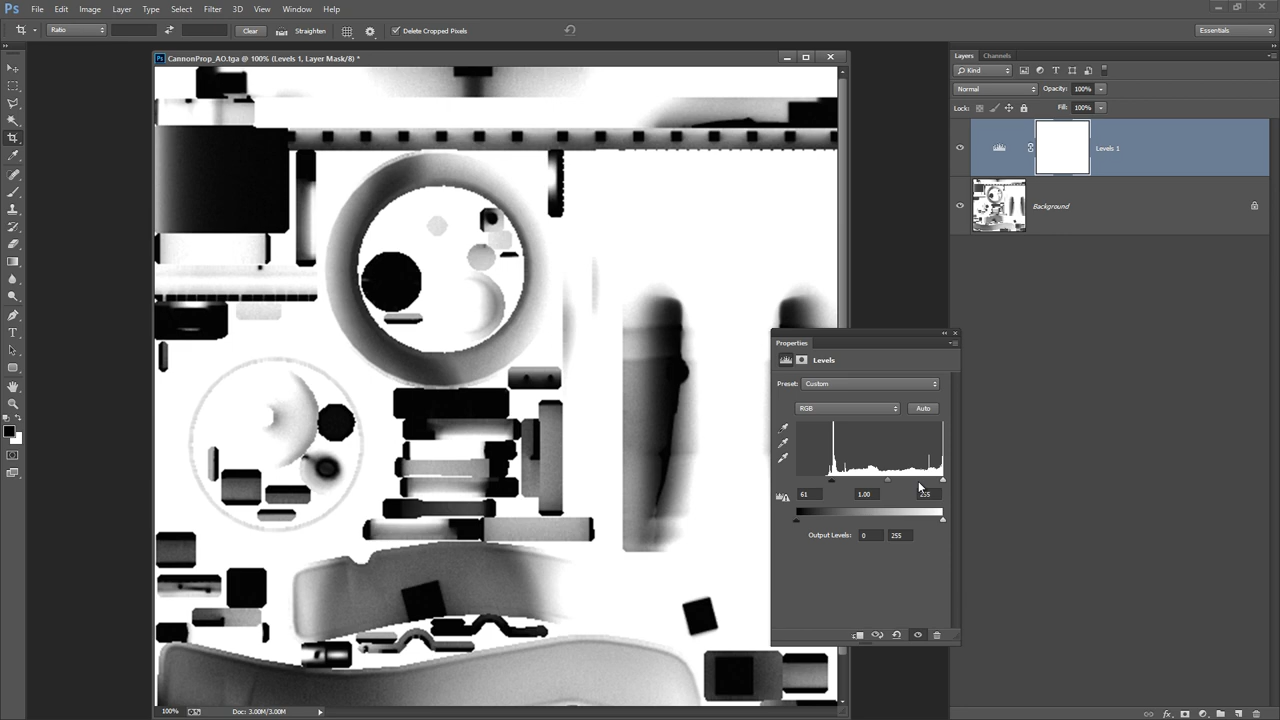 Ps File Edit Image Layer Type Select Filter 3D View Window Help
Ratio Clear Straighten Delete Cropped Pixels Essentials
CannonProp_AO.tga @ 100% (Levels 1, Layer Mask/8) *
Layers Channels
Kind
Normal Opacity: 100%
Lock: Fill: 100%
Levels 1
Background
Properties
Levels
Preset: Custom
RGB Auto
61 1.00 255
Output Levels: 0 255
100% Doc: 3.00M/3.00M